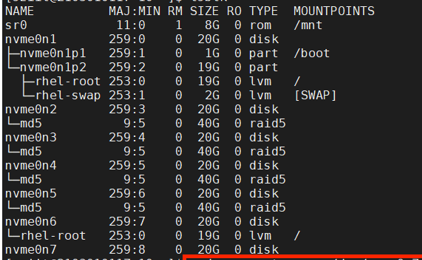 NAME MAJ:MIN RM SIZE RO TYPE MOUNTPOINTS
sr0 11:0 1 8G 0 rom /mnt
nvme0n1 259:0 0 20G 0 disk
├─nvme0n1p1 259:1 0 1G 0 part /boot
└─nvme0n1p2 259:2 0 19G 0 part
├─rhel-root 253:0 0 19G 0 lvm /
└─rhel-swap 253:1 0 2G 0 lvm [SWAP]
nvme0n2 259:3 0 20G 0 disk
└─md5 9:5 0 40G 0 raid5
nvme0n3 259:4 0 20G 0 disk
└─md5 9:5 0 40G 0 raid5
nvme0n4 259:5 0 20G 0 disk
└─md5 9:5 0 40G 0 raid5
nvme0n5 259:6 0 20G 0 disk
└─md5 9:5 0 40G 0 raid5
nvme0n6 259:7 0 20G 0 disk
└─rhel-root 253:0 0 19G 0 lvm /
nvme0n7 259:8 0 20G 0 disk